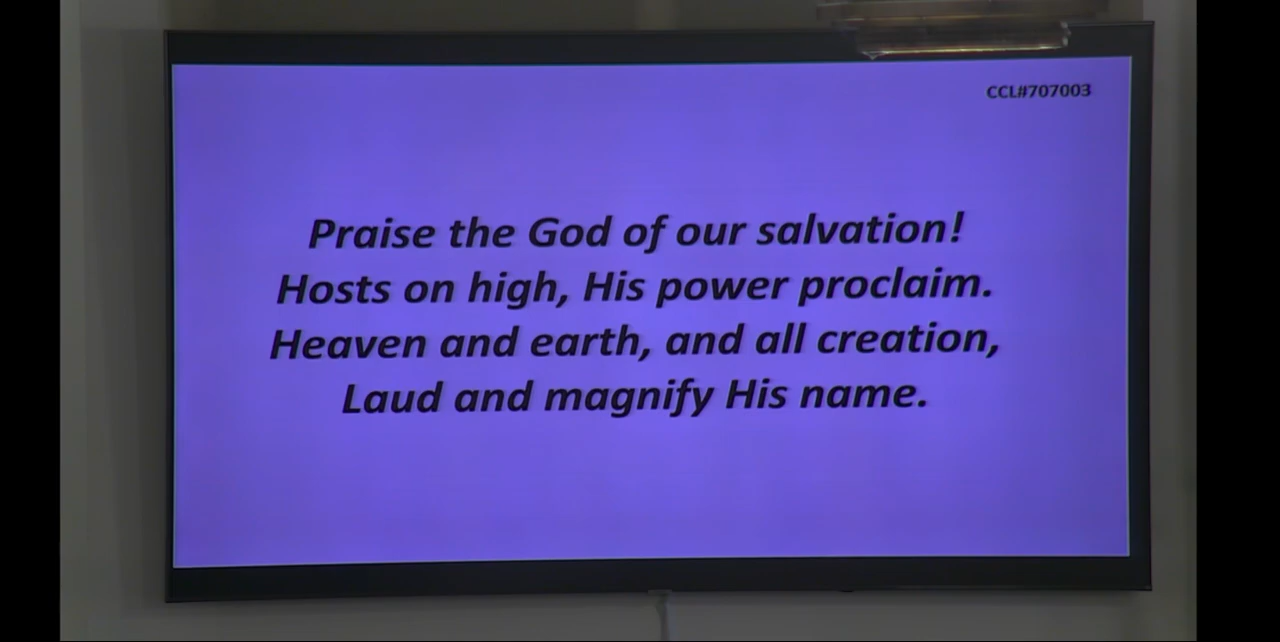 CCL#707003
Praise the God of our salvation!
Hosts on high, His power proclaim.
Heaven and earth, and all creation,
Laud and magnify His name.